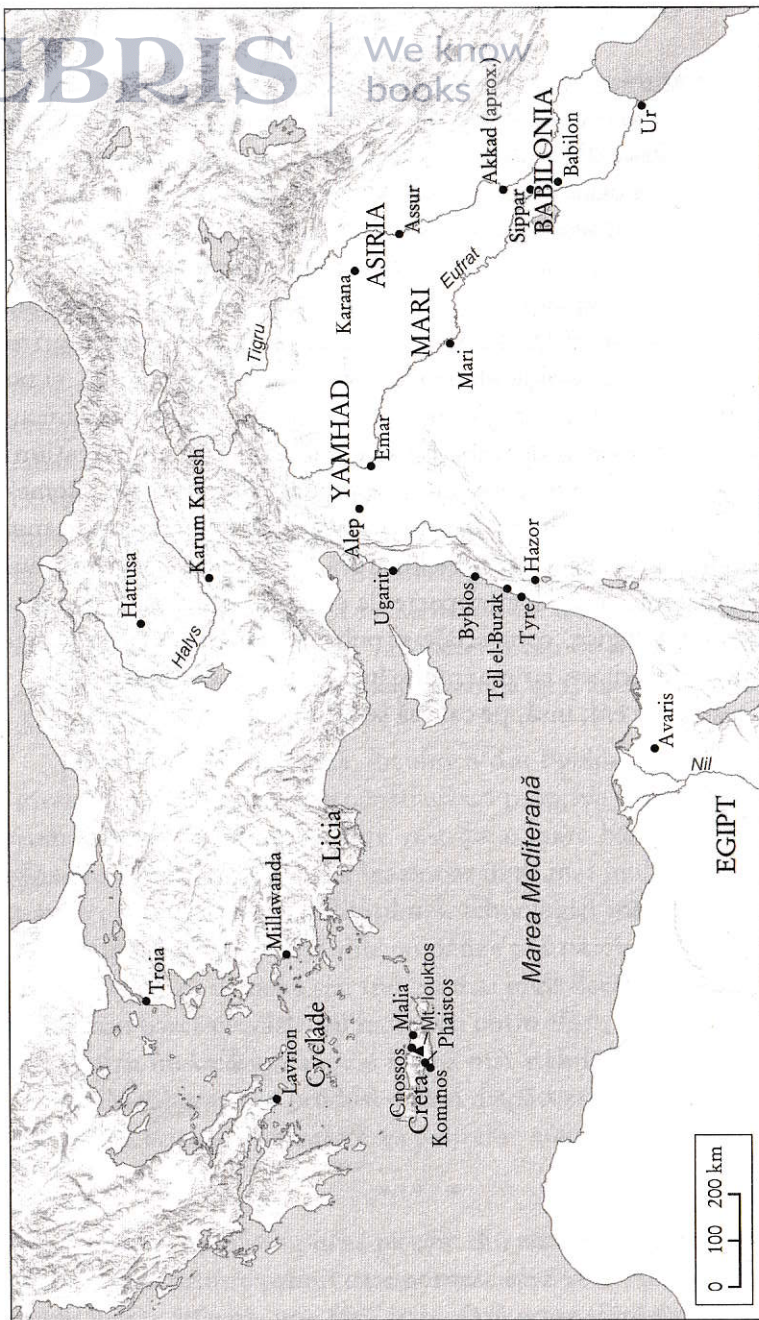 EBRIS
We know
books
Troia
Hattusa
Halys
Karum Kanesh
Millawanda
Lavrion
Cyclade
Licia
Malia
Cnossos
Mt. Iouktos
Creta
Phaistos
Kommos
Marea Mediterană
Ugarit
Alep
YAMHAD
Emar
Tigru
Karana
ASIRIA
Assur
MARI
Mari
Eufrat
Akkad (aprox.)
Sippar
BABILONIA
Babilon
Ur
Byblos
Tell el-Burak
Tyre
Hazor
Avaris
Nil
EGIPT
0 100 200 km